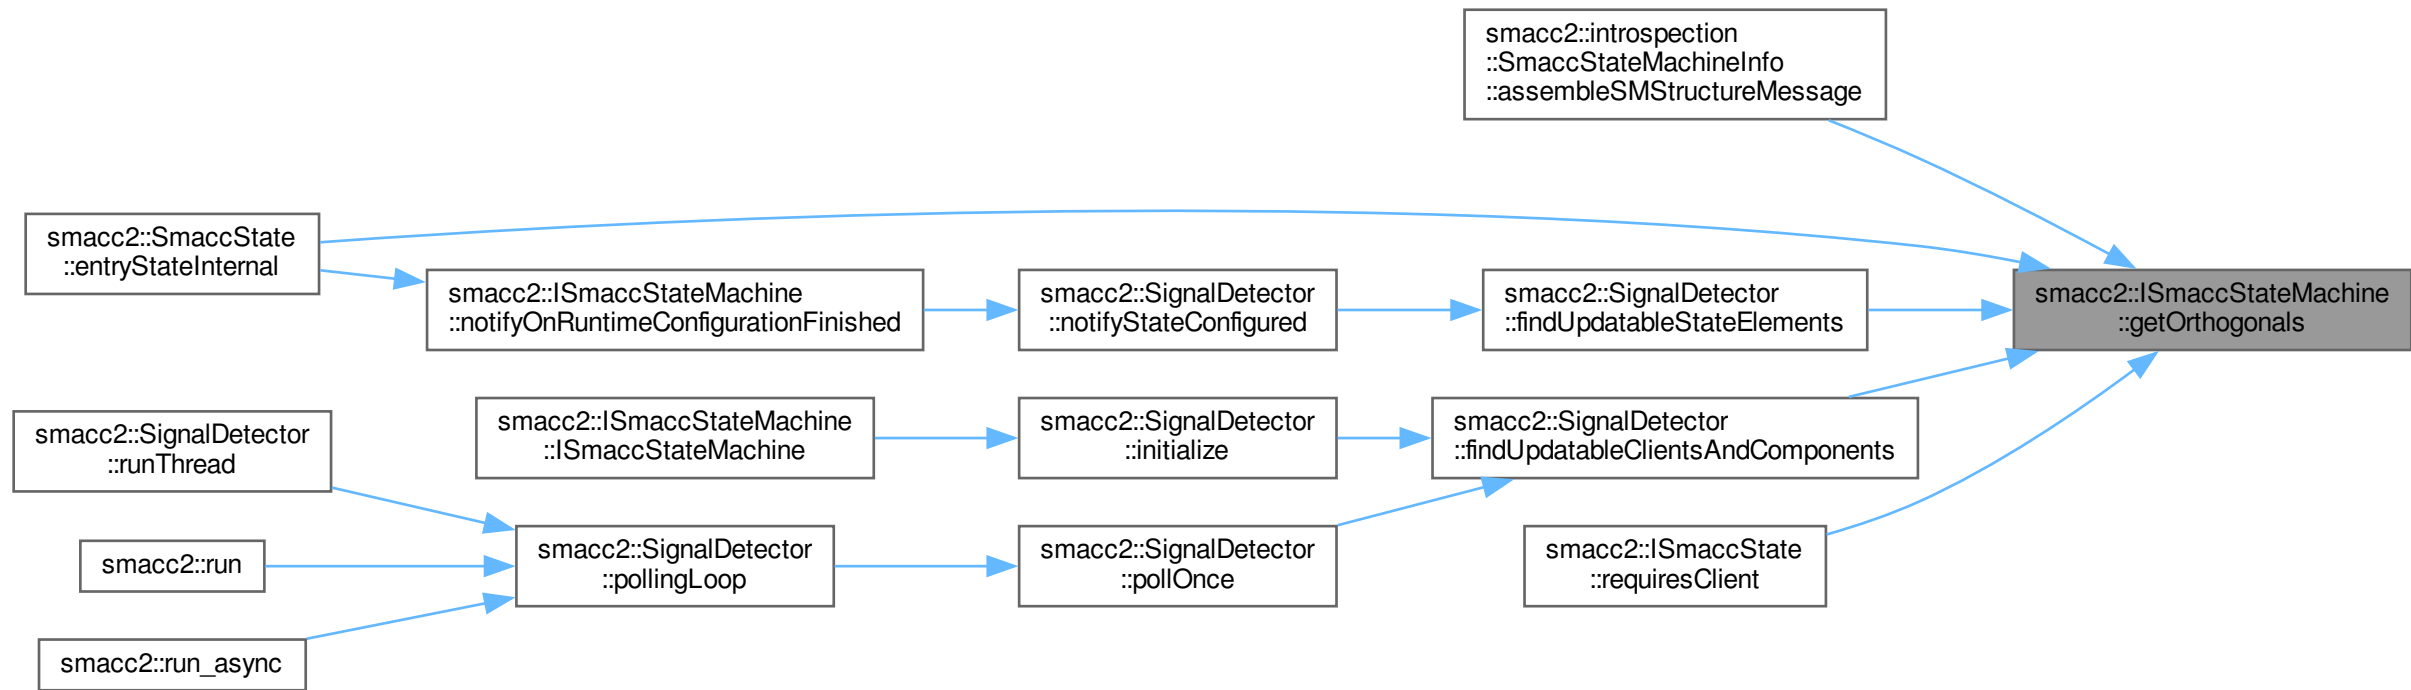 smacc2::introspection
::SmaccStateMachineInfo
::assembleSMStructureMessage
smacc2::SmaccState
::entryStateInternal
smacc2::ISmaccStateMachine
::notifyOnRuntimeConfigurationFinished
smacc2::SignalDetector
::notifyStateConfigured
smacc2::SignalDetector
::findUpdatableStateElements
smacc2::ISmaccStateMachine
::getOrthogonals
smacc2::SignalDetector
::runThread
smacc2::ISmaccStateMachine
::ISmaccStateMachine
smacc2::SignalDetector
::initialize
smacc2::SignalDetector
::findUpdatableClientsAndComponents
smacc2::run
smacc2::SignalDetector
::pollingLoop
smacc2::SignalDetector
::pollOnce
smacc2::ISmaccState
::requiresClient
smacc2::run_async